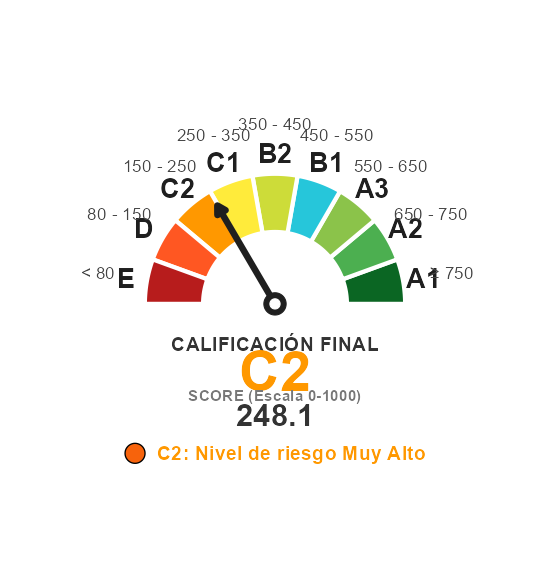 350 - 450
250 - 350
450 - 550
B2
C1
B1
150 - 250
550 - 650
C2
A3
80 - 150
650 - 750
D
A2
< 80
E
A1
≥ 750
CALIFICACIÓN FINAL
C2
SCORE (Escala 0-1000)
248.1
C2: Nivel de riesgo Muy Alto